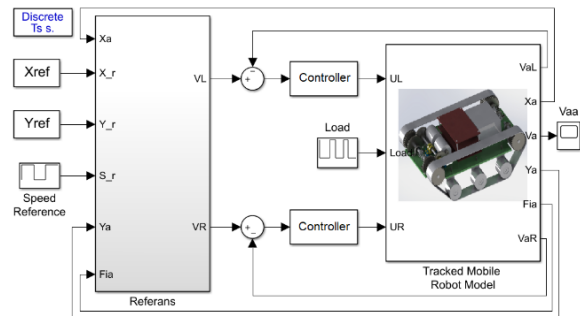 Discrete
Ts s.
Xref
Yref
Speed
Reference
Xa
X_r
Y_r
S_r
Ya
Fia
VL
VR
Referans
+
−
Controller
Load
+
−
Controller
UL
Load
UR
VaL
Xa
Va
Ya
Fia
VaR
Tracked Mobile
Robot Model
Vaa